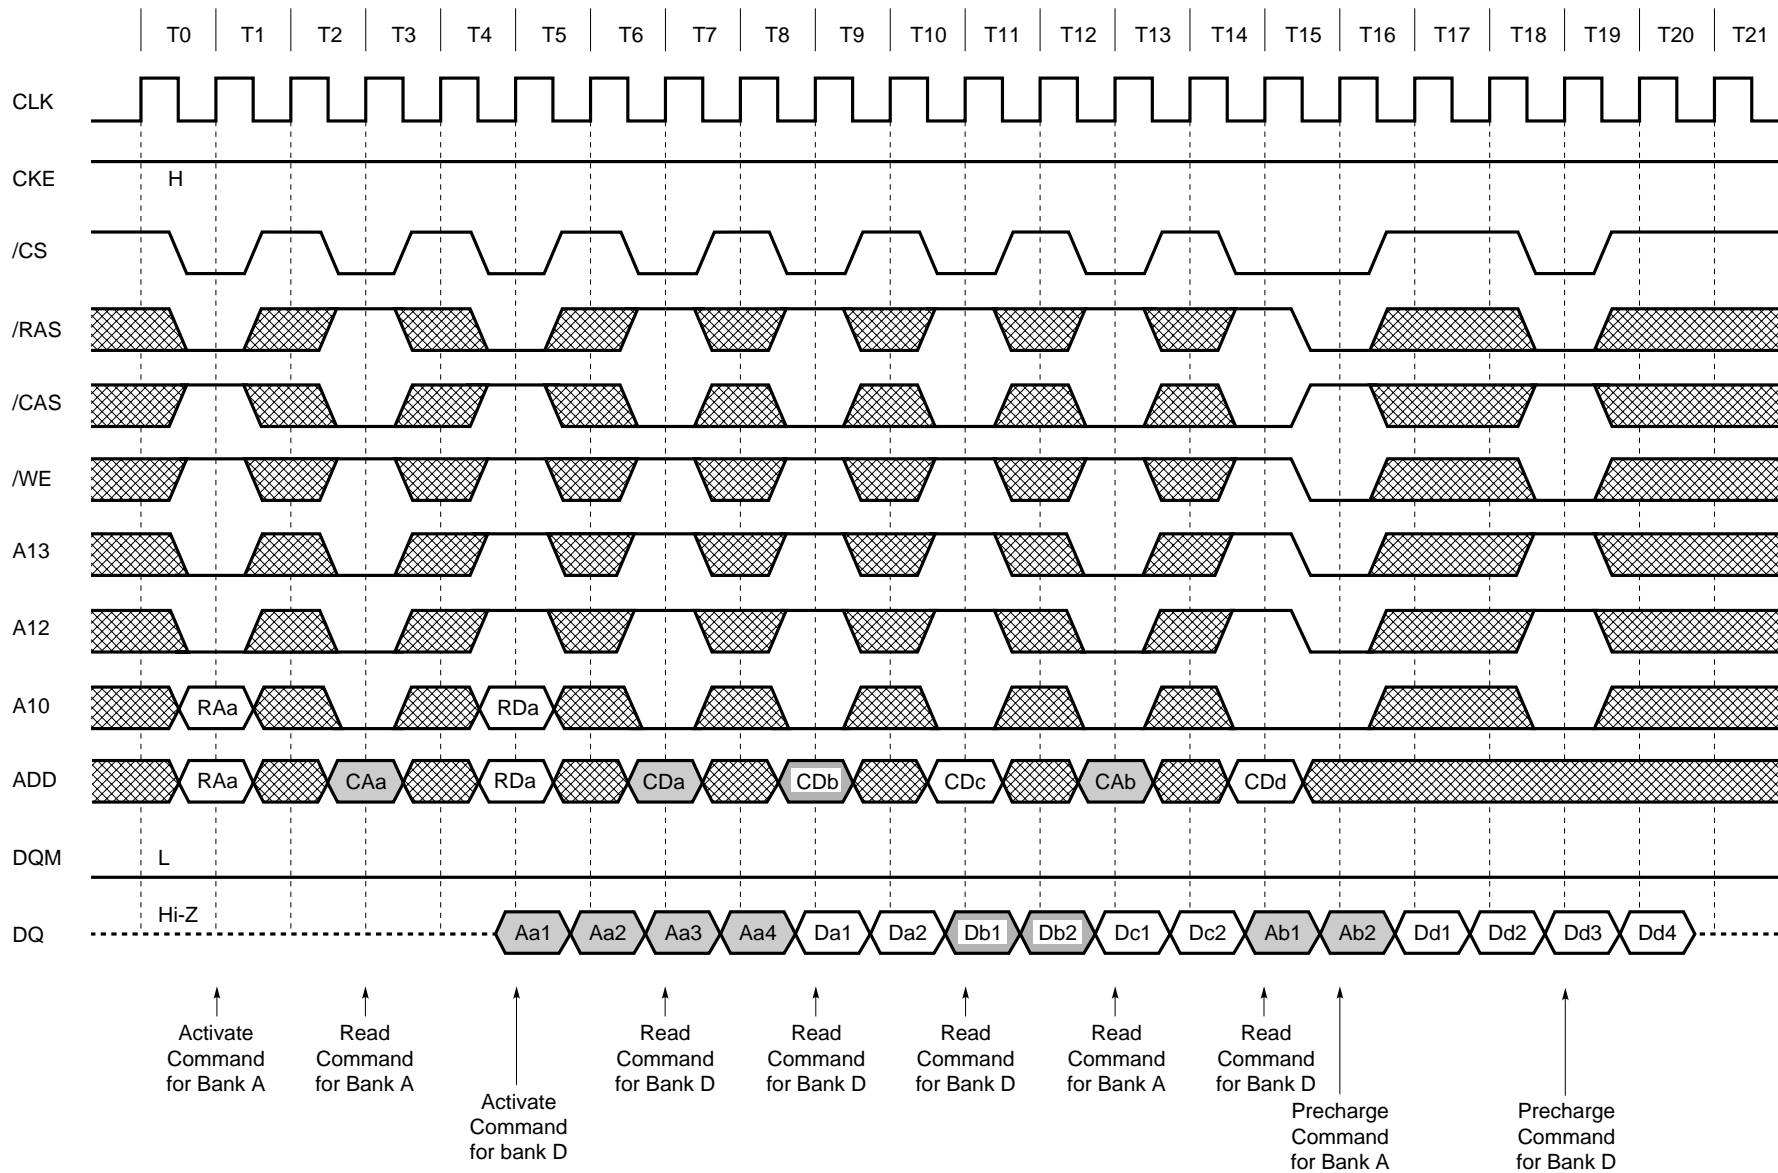 T0 T1 T2 T3 T4 T5 T6 T7 T8 T9 T10 T11 T12 T13 T14 T15 T16 T17 T18 T19 T20 T21
CLK
CKE H
/CS
/RAS
/CAS
/WE
A13
A12
A10 RAa RDa
ADD RAa CAa RDa CDa CDb CDc CAb CDd
DQM L
Hi-Z
DQ Aa1 Aa2 Aa3 Aa4 Da1 Da2 Db1 Db2 Dc1 Dc2 Ab1 Ab2 Dd1 Dd2 Dd3 Dd4
Activate
Command
for Bank A
Read
Command
for Bank A
Activate
Command
for bank D
Read
Command
for Bank D
Read
Command
for Bank D
Read
Command
for Bank D
Read
Command
for Bank A
Read
Command
for Bank D
Precharge
Command
for Bank A
Precharge
Command
for Bank D